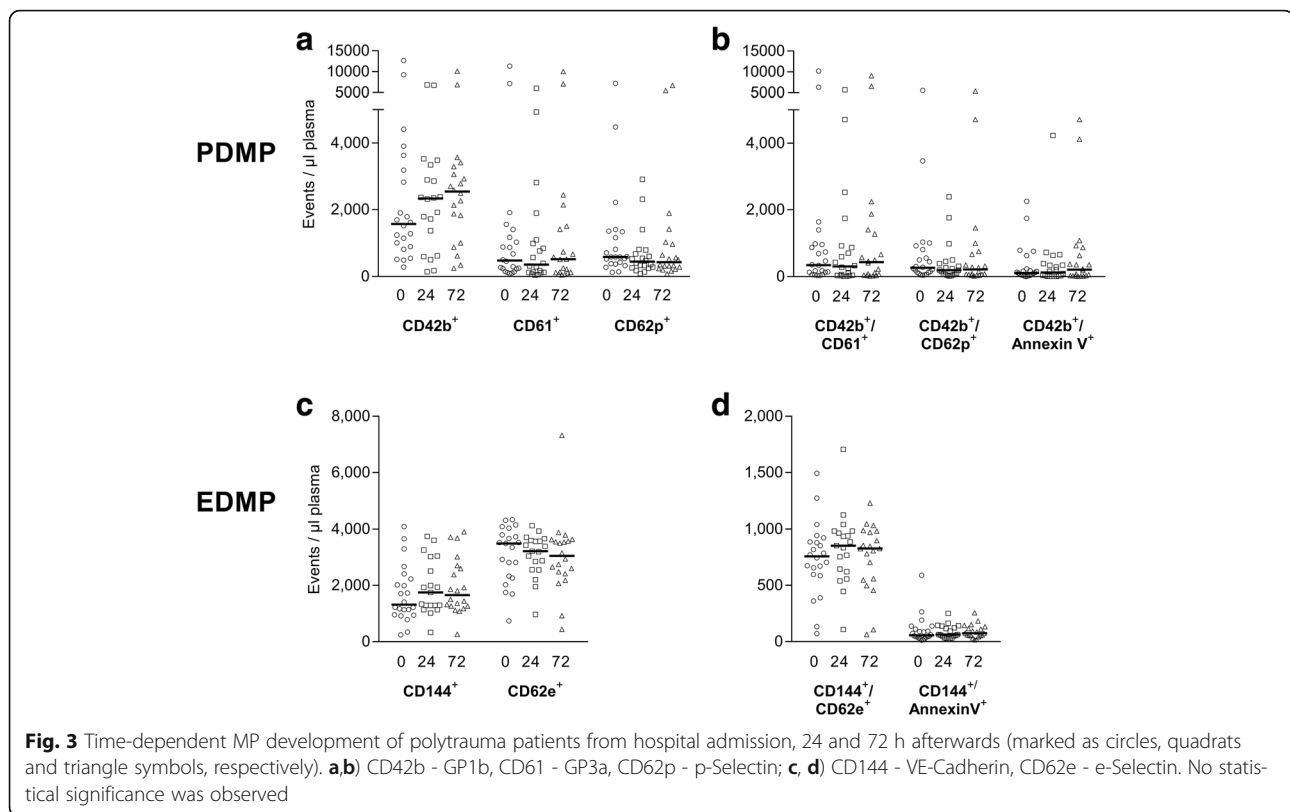 a
b
15000
10000
5000
4,000
2,000
0
Events / µl plasma
PDMP
0 24 72 0 24 72 0 24 72
CD42b+ CD61+ CD62p+
15000
10000
5000
4,000
2,000
0
0 24 72 0 24 72 0 24 72
CD42b+/ CD42b+/ CD42b+/
CD61+ CD62p+ Annexin V+
c
d
8,000
6,000
4,000
2,000
0
Events / µl plasma
EDMP
0 24 72 0 24 72
CD144+ CD62e+
2,000
1,500
1,000
500
0
0 24 72 0 24 72
CD144+/ CD144+/
CD62e+ AnnexinV+
Fig. 3 Time-dependent MP development of polytrauma patients from hospital admission, 24 and 72 h afterwards (marked as circles, quadrats
and triangle symbols, respectively). a,b) CD42b - GP1b, CD61 - GP3a, CD62p - p-Selectin; c, d) CD144 - VE-Cadherin, CD62e - e-Selectin. No statis-
tical significance was observed